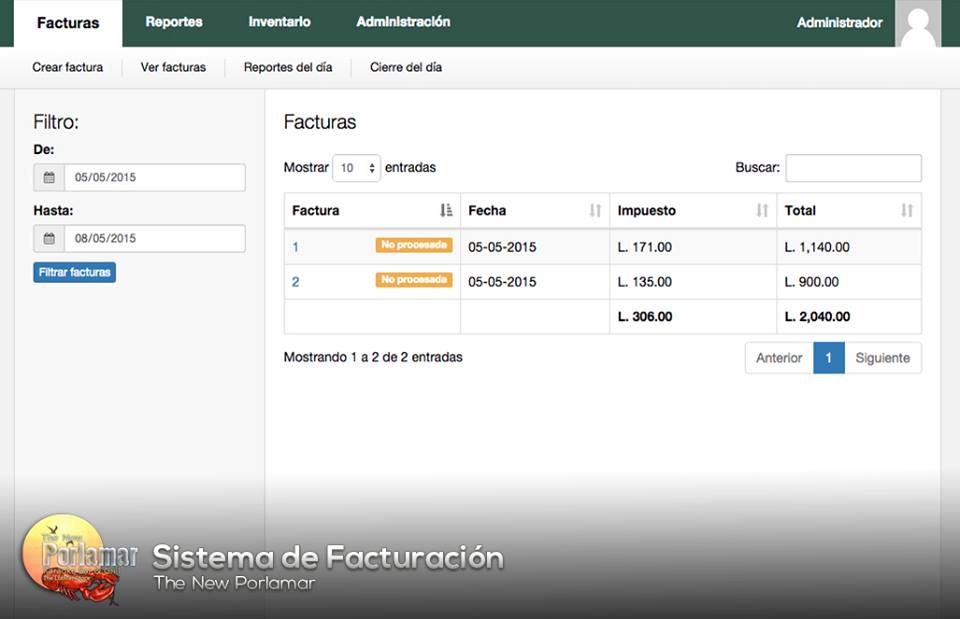 Facturas Reportes Inventario Administración Administrador
Crear factura Ver facturas Reportes del día Cierre del día
Filtro:
De:
05/05/2015
Hasta:
08/05/2015
Filtrar facturas
Facturas
Mostrar 10 entradas Buscar:
Factura Fecha Impuesto Total
1 No procesada 05-05-2015 L. 171.00 L. 1,140.00
2 No procesada 05-05-2015 L. 135.00 L. 900.00
L. 306.00 L. 2,040.00
Mostrando 1 a 2 de 2 entradas Anterior 1 Siguiente
The New
Porlamar
Sistema de Facturación
The New Porlamar